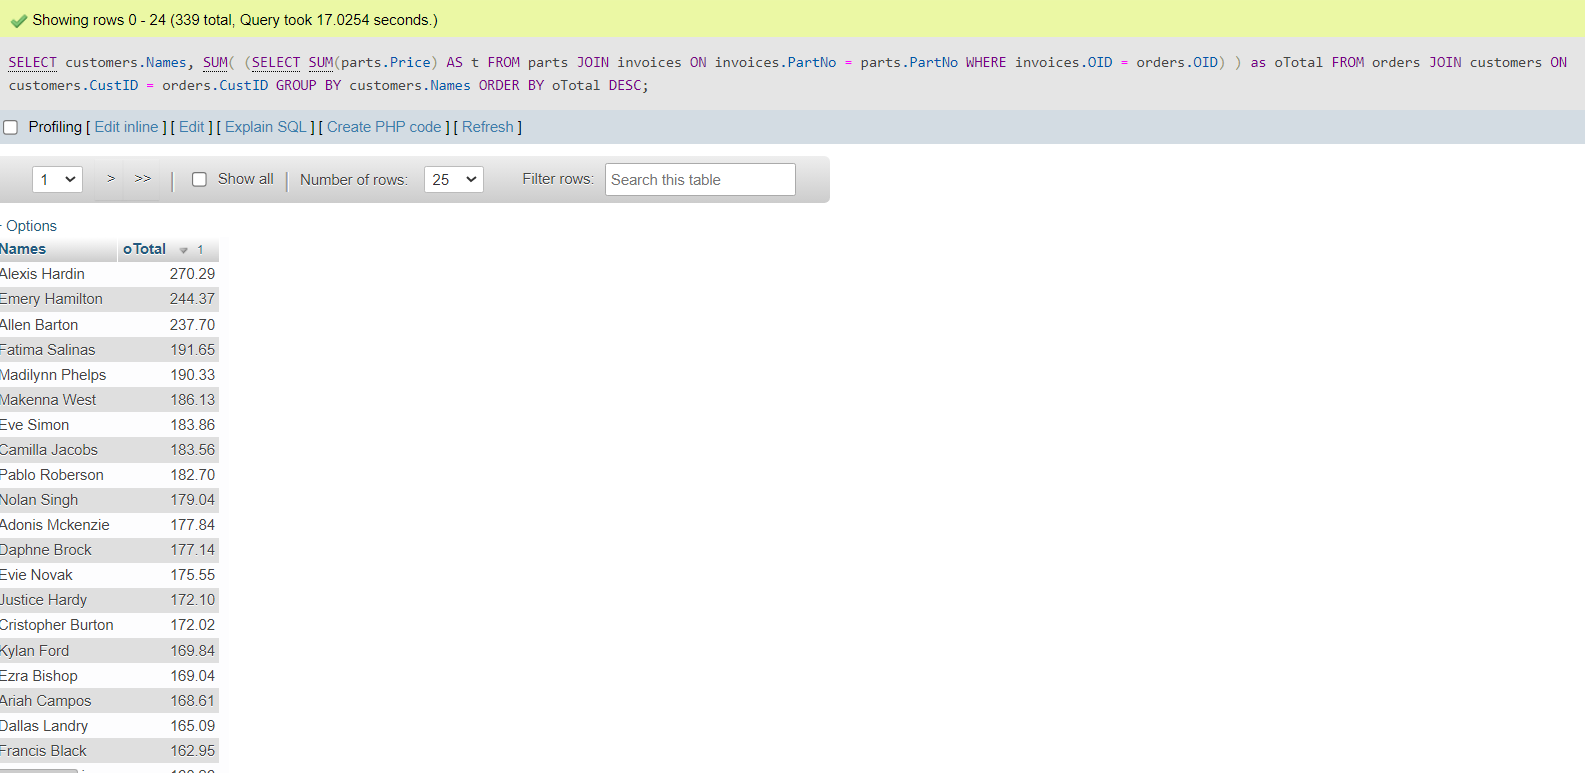 Showing rows 0 - 24 (339 total, Query took 17.0254 seconds.)
SELECT customers.Names, SUM( (SELECT SUM(parts.Price) AS t FROM parts JOIN invoices ON invoices.PartNo = parts.PartNo WHERE invoices.OID = orders.OID) ) as oTotal FROM orders JOIN customers ON
customers.CustID = orders.CustID GROUP BY customers.Names ORDER BY oTotal DESC;
Profiling [ Edit inline ] [ Edit ] [ Explain SQL ] [ Create PHP code ] [ Refresh ]
1 > >> | Show all | Number of rows: 25 Filter rows: Search this table
Options
Names oTotal 1
Alexis Hardin 270.29
Emery Hamilton 244.37
Allen Barton 237.70
Fatima Salinas 191.65
Madilynn Phelps 190.33
Makenna West 186.13
Eve Simon 183.86
Camilla Jacobs 183.56
Pablo Roberson 182.70
Nolan Singh 179.04
Adonis Mckenzie 177.84
Daphne Brock 177.14
Evie Novak 175.55
Justice Hardy 172.10
Cristopher Burton 172.02
Kylan Ford 169.84
Ezra Bishop 169.04
Ariah Campos 168.61
Dallas Landry 165.09
Francis Black 162.95